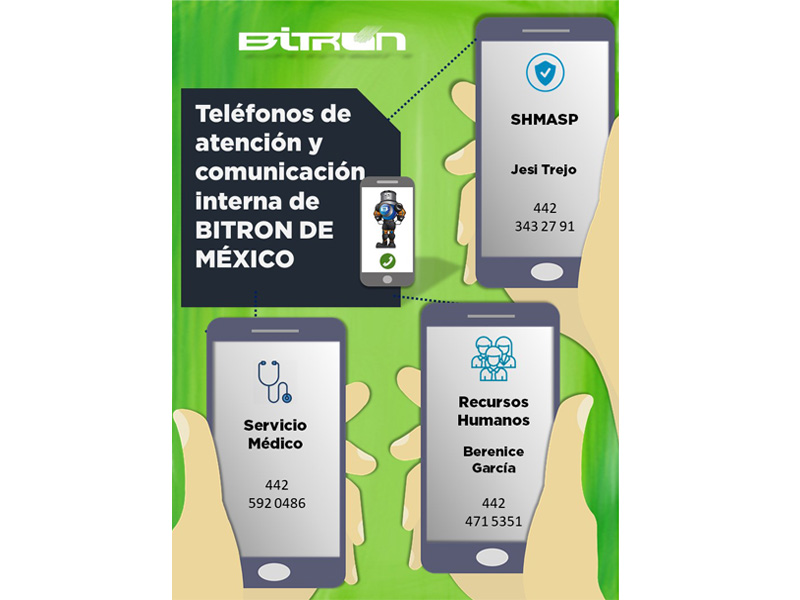 BiTRON
Teléfonos de
atención y
comunicación
interna de
BITRON DE
MÉXICO
SHMASP
Jesi Trejo
442
343 27 91
Servicio
Médico
442
592 0486
Recursos
Humanos
Berenice
García
442
471 5351